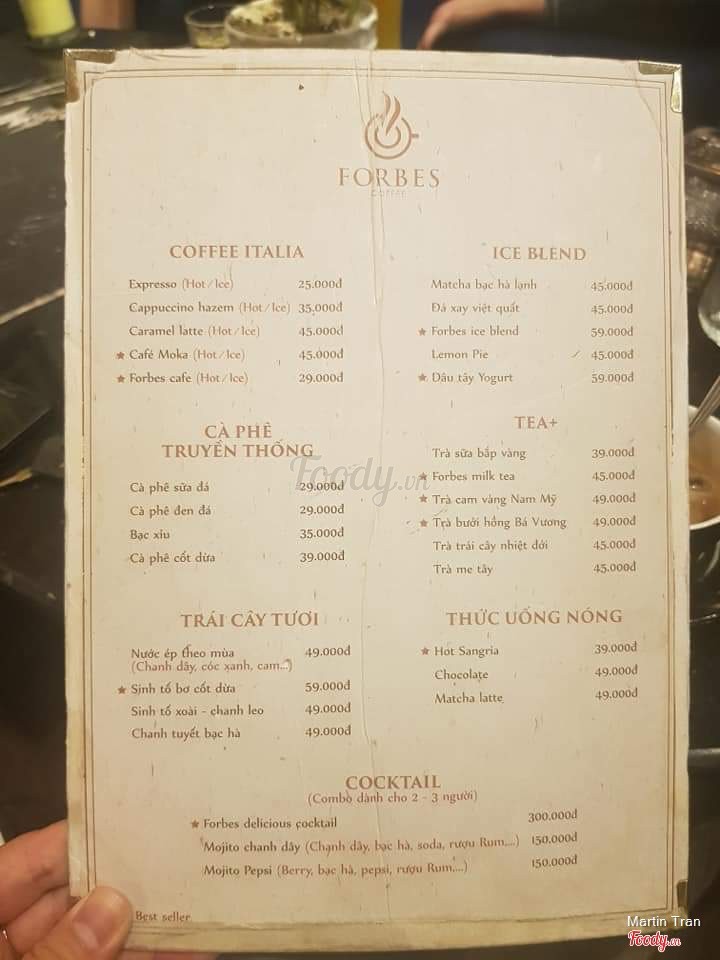 FORBES
COFFEE
COFFEE ITALIA
Expresso (Hot/Ice) 25.000đ
Cappuccino hazem (Hot/Ice) 35.000đ
Caramel latte (Hot/Ice) 45.000đ
★ Café Moka (Hot/Ice) 45.000đ
★ Forbes cafe (Hot/Ice) 29.000đ
CÀ PHÊ
TRUYỀN THỐNG
Cà phê sữa đá 29.000đ
Cà phê đen đá 29.000đ
Bạc xỉu 35.000đ
Cà phê cốt dừa 39.000đ
TRÁI CÂY TƯƠI
Nước ép theo mùa 49.000đ
(Chanh dây, cóc xanh, cam...)
★ Sinh tố bơ cốt dừa 59.000đ
Sinh tố xoài - chanh leo 49.000đ
Chanh tuyết bạc hà 49.000đ
ICE BLEND
Matcha bạc hà lạnh 45.000đ
Đá xay việt quất 45.000đ
★ Forbes ice blend 59.000đ
Lemon Pie 45.000đ
★ Dâu tây Yogurt 59.000đ
TEA+
Trà sữa bắp vàng 39.000đ
★ Forbes milk tea 45.000đ
★ Trà cam vàng Nam Mỹ 49.000đ
★ Trà bưởi hồng Bá Vương 49.000đ
Trà trái cây nhiệt đới 45.000đ
Trà me tây 45.000đ
THỨC UỐNG NÓNG
★ Hot Sangria 39.000đ
Chocolate 49.000đ
Matcha latte 49.000đ
COCKTAIL
(Combo dành cho 2 - 3 người)
★ Forbes delicious cocktail 300.000đ
Mojito chanh dây (Chanh dây, bạc hà, soda, rượu Rum,...) 150.000đ
Mojito Pepsi (Berry, bạc hà, pepsi, rượu Rum,...) 150.000đ
Best seller
Foody.vn
Martin Tran
Foody.vn